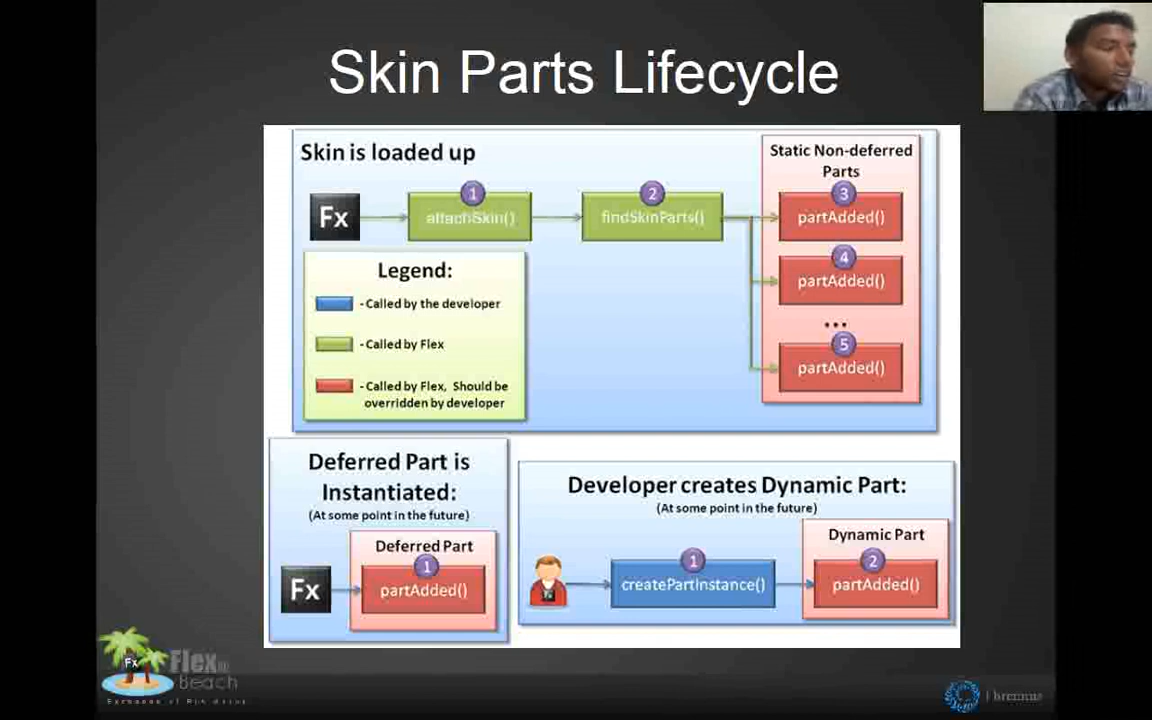 Skin Parts Lifecycle
Skin is loaded up
Static Non-deferred
Parts
Fx
1
attachSkin()
2
findSkinParts()
3
partAdded()
4
partAdded()
...
5
partAdded()
Legend:
- Called by the developer
- Called by Flex
- Called by Flex, Should be
overridden by developer
Deferred Part is
Instantiated:
(At some point in the future)
Deferred Part
Fx
1
partAdded()
Developer creates Dynamic Part:
(At some point in the future)
Dynamic Part
1
createPartInstance()
2
partAdded()
Fx
Flex
Beach